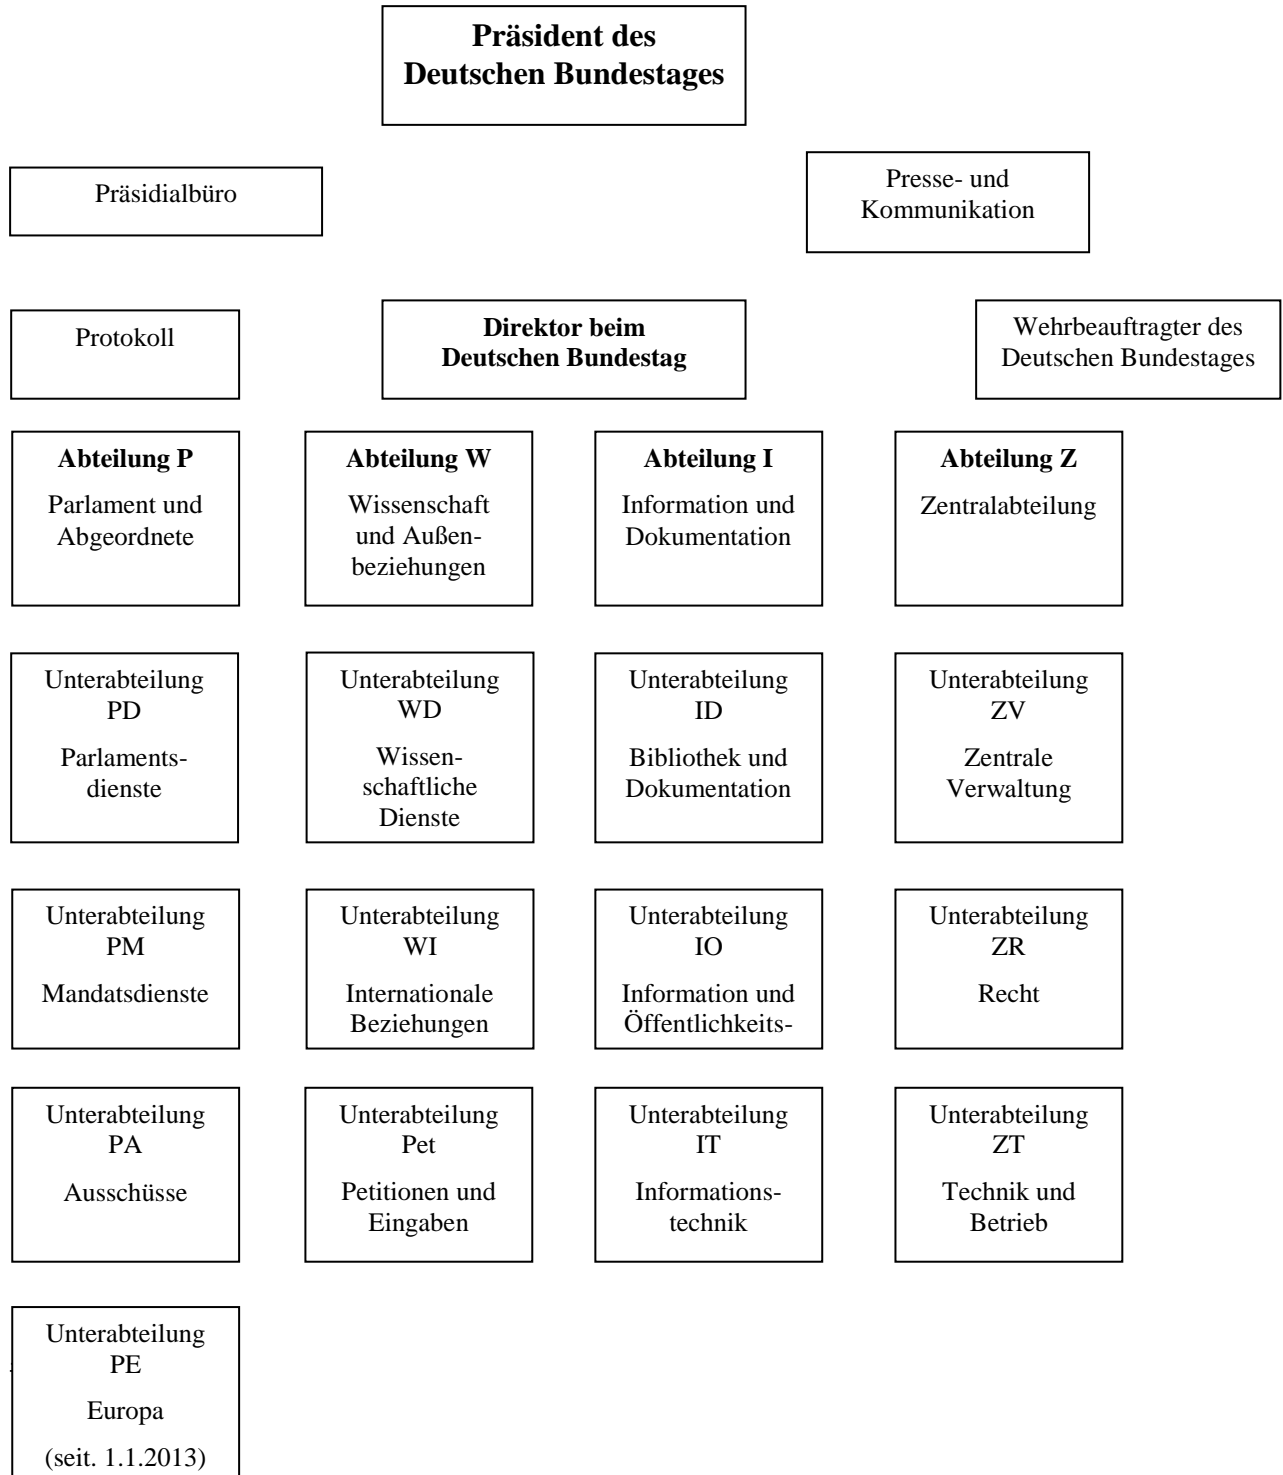 Präsident des
Deutschen Bundestages
Präsidialbüro
Presse- und
Kommunikation
Protokoll
Direktor beim
Deutschen Bundestag
Wehrbeauftragter des
Deutschen Bundestages
Abteilung P
Parlament und
Abgeordnete
Abteilung W
Wissenschaft
und Außen-
beziehungen
Abteilung I
Information und
Dokumentation
Abteilung Z
Zentralabteilung
Unterabteilung
PD
Parlaments-
dienste
Unterabteilung
WD
Wissen-
schaftliche
Dienste
Unterabteilung
ID
Bibliothek und
Dokumentation
Unterabteilung
ZV
Zentrale
Verwaltung
Unterabteilung
PM
Mandatsdienste
Unterabteilung
WI
Internationale
Beziehungen
Unterabteilung
IO
Information und
Öffentlichkeits-
Unterabteilung
ZR
Recht
Unterabteilung
PA
Ausschüsse
Unterabteilung
Pet
Petitionen und
Eingaben
Unterabteilung
IT
Informations-
technik
Unterabteilung
ZT
Technik und
Betrieb
Unterabteilung
PE
Europa
(seit. 1.1.2013)